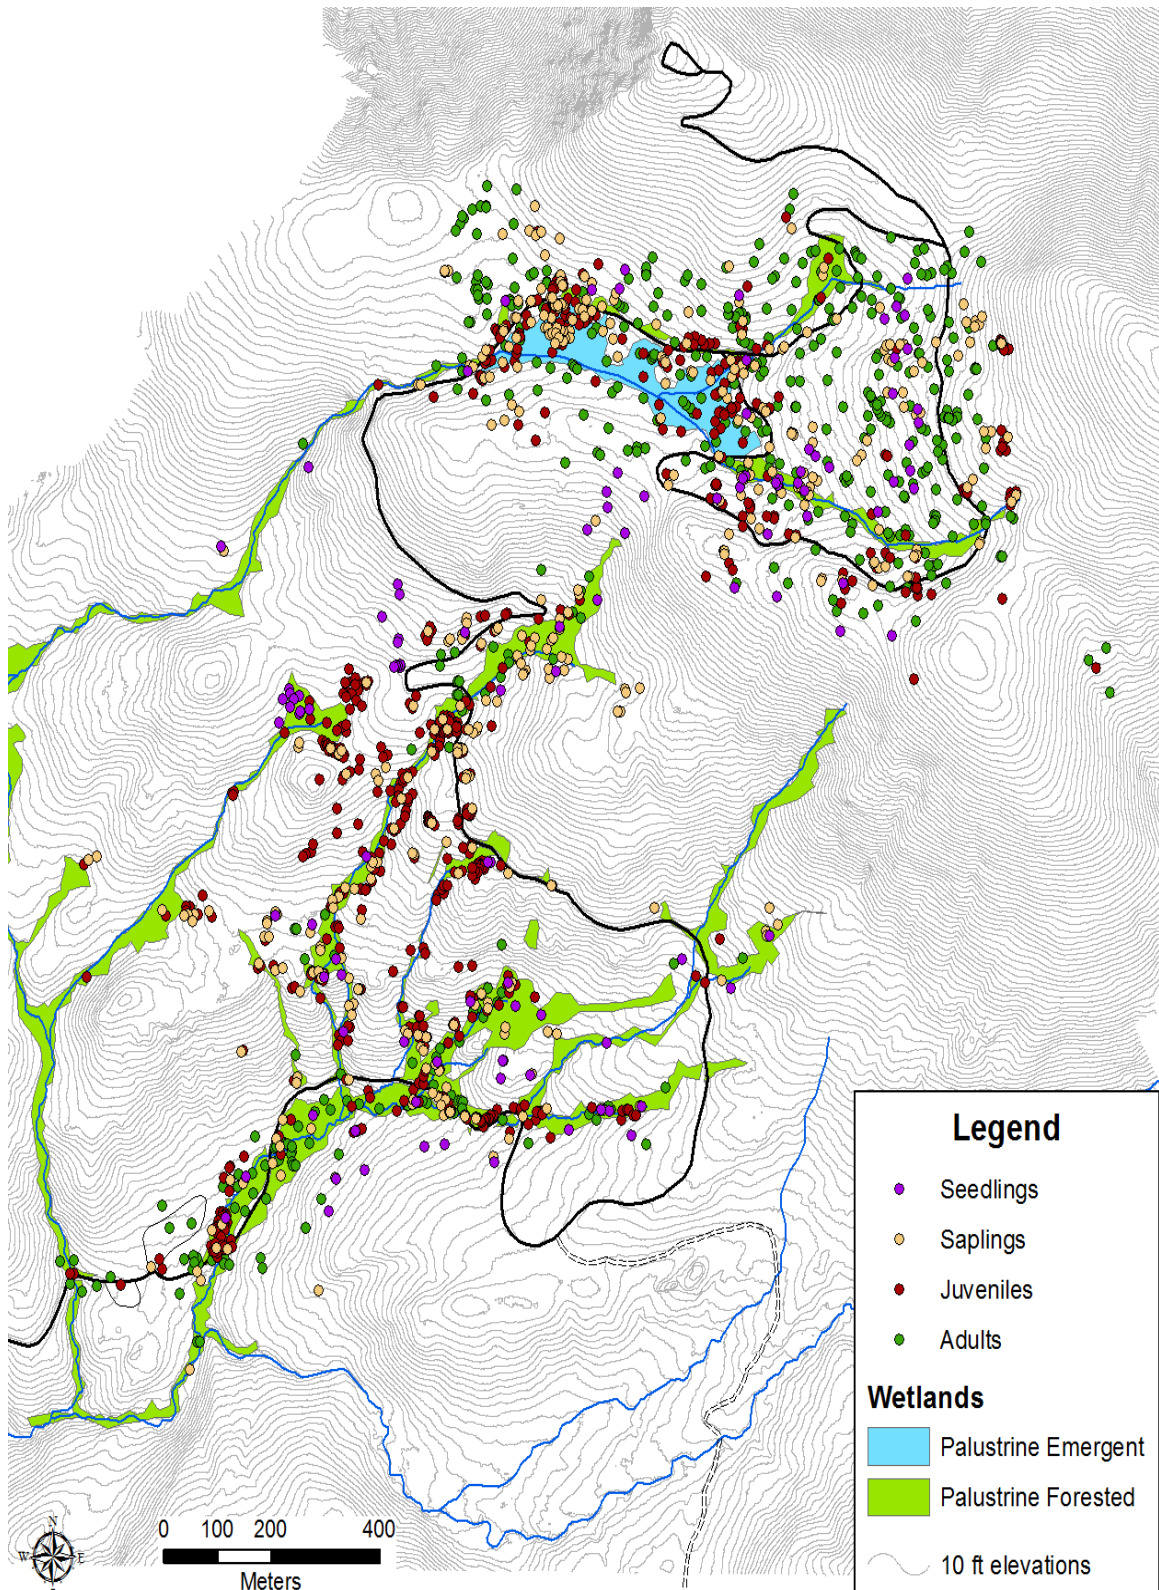 Legend
Seedlings
Saplings
Juveniles
Adults
Wetlands
Palustrine Emergent
Palustrine Forested
10 ft elevations
N
W E
0 100 200 400
Meters